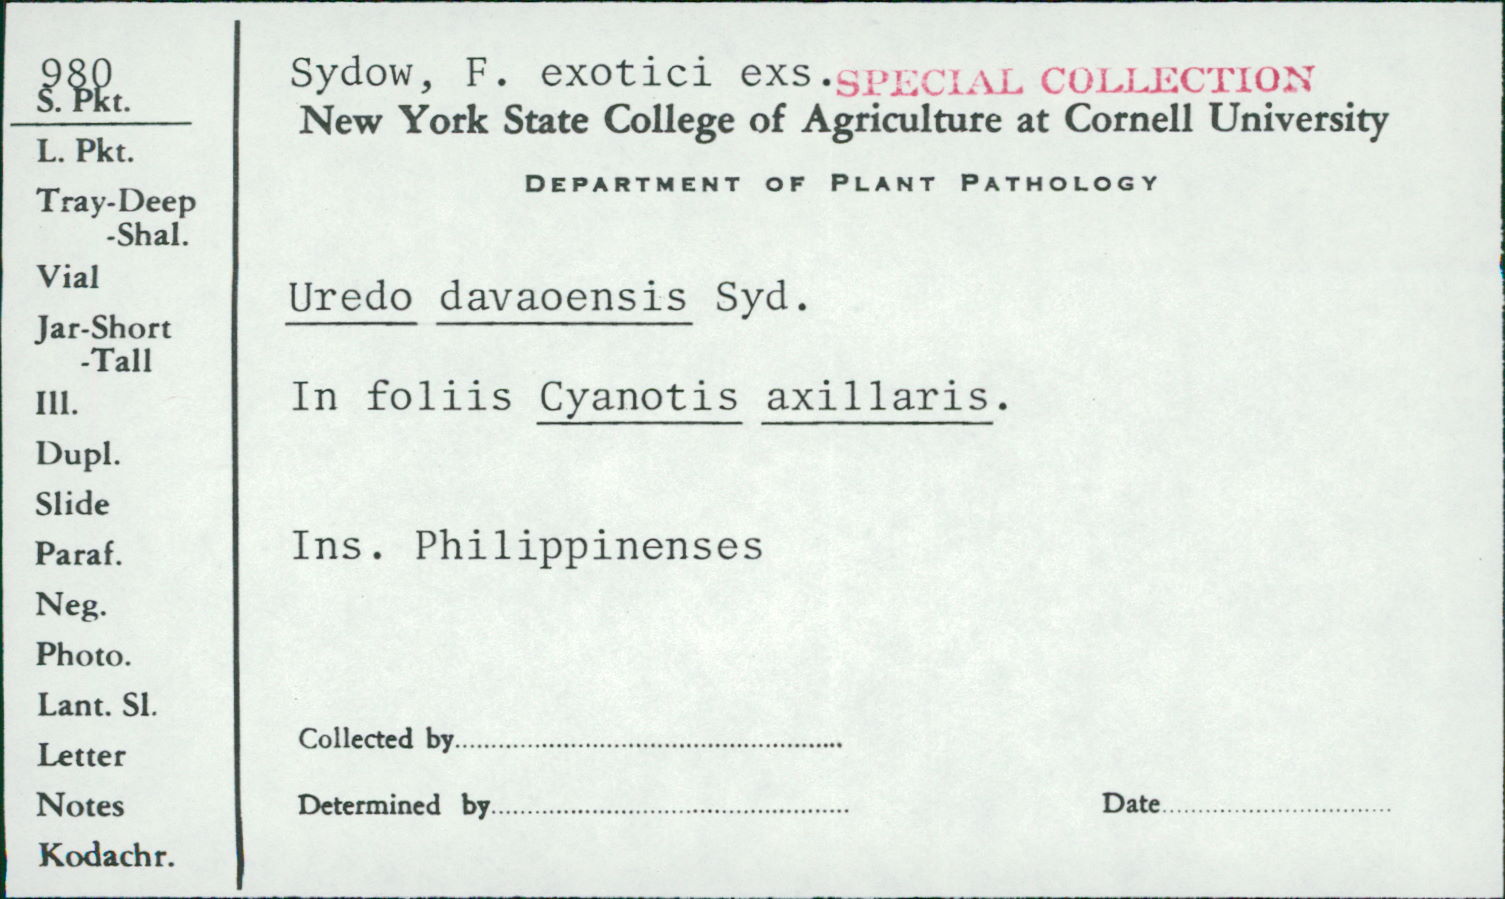 980
S. Pkt.
L. Pkt.
Tray-Deep
-Shal.
Vial
Jar-Short
-Tall
Ill.
Dupl.
Slide
Paraf.
Neg.
Photo.
Lant. Sl.
Letter
Notes
Kodachr.
Sydow, F. exotici exs. SPECIAL COLLECTION
New York State College of Agriculture at Cornell University
DEPARTMENT OF PLANT PATHOLOGY
Uredo davaoensis Syd.
In foliis Cyanotis axillaris.
Ins. Philippinenses
Collected by
Determined by
Date